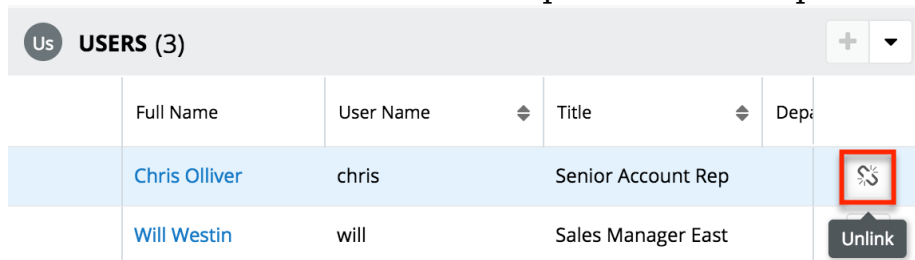 Us USERS (3)
Full Name User Name Title Depa
Chris Olliver chris Senior Account Rep
Will Westin will Sales Manager East Unlink